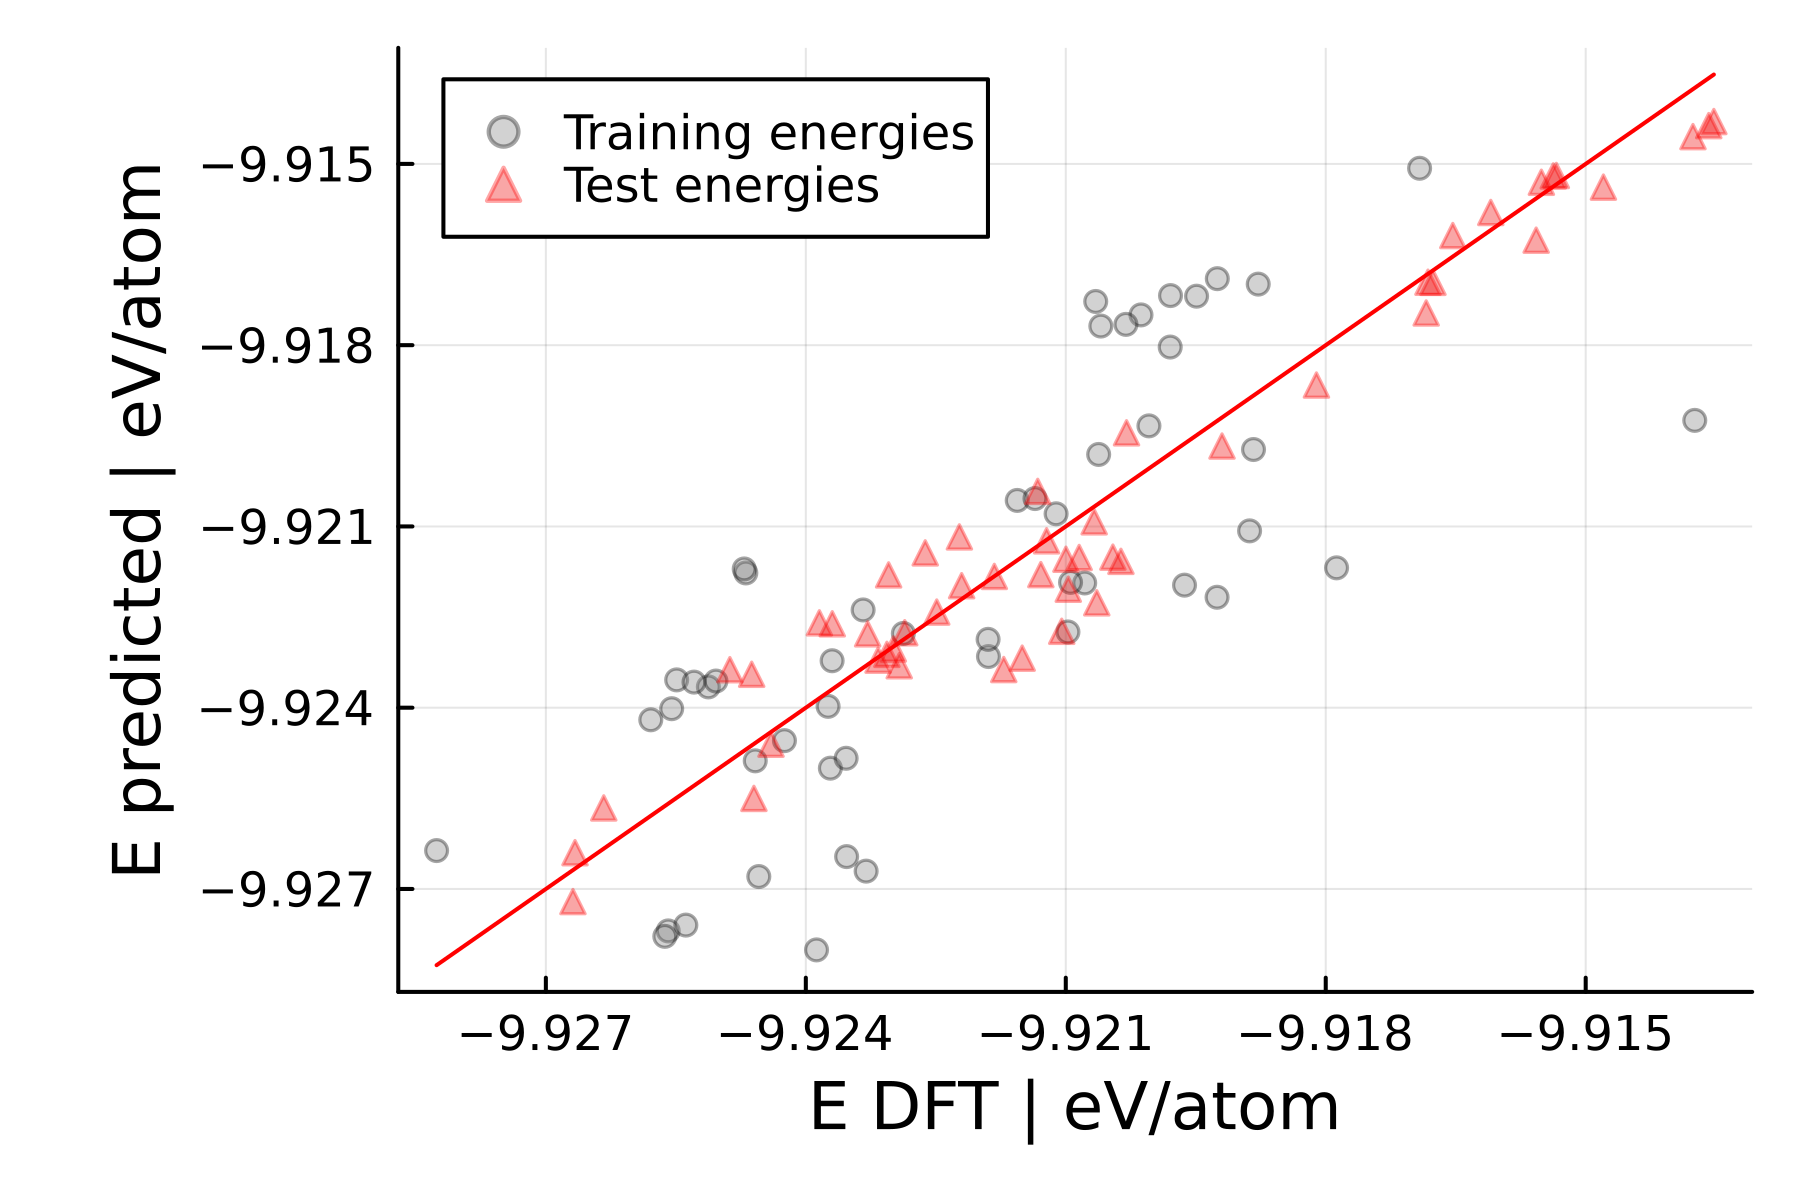 Training energies
Test energies
−9.915
−9.918
−9.921
−9.924
−9.927
E predicted | eV/atom
−9.927
−9.924
−9.921
−9.918
−9.915
E DFT | eV/atom